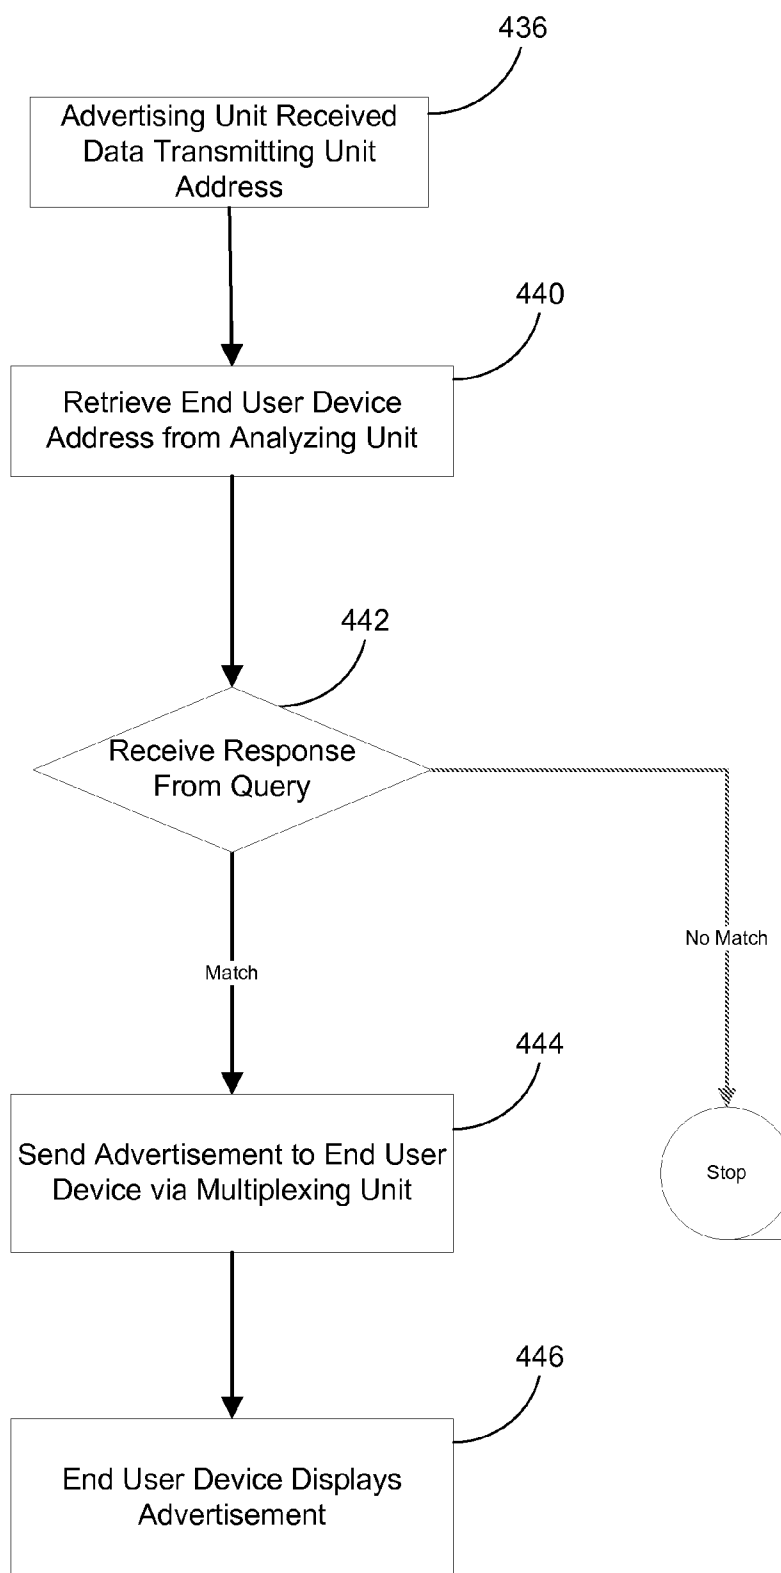 436
Advertising Unit Received
Data Transmitting Unit
Address
440
Retrieve End User Device
Address from Analyzing Unit
442
Receive Response
From Query
No Match
Match
444
Send Advertisement to End User
Device via Multiplexing Unit
Stop
446
End User Device Displays
Advertisement